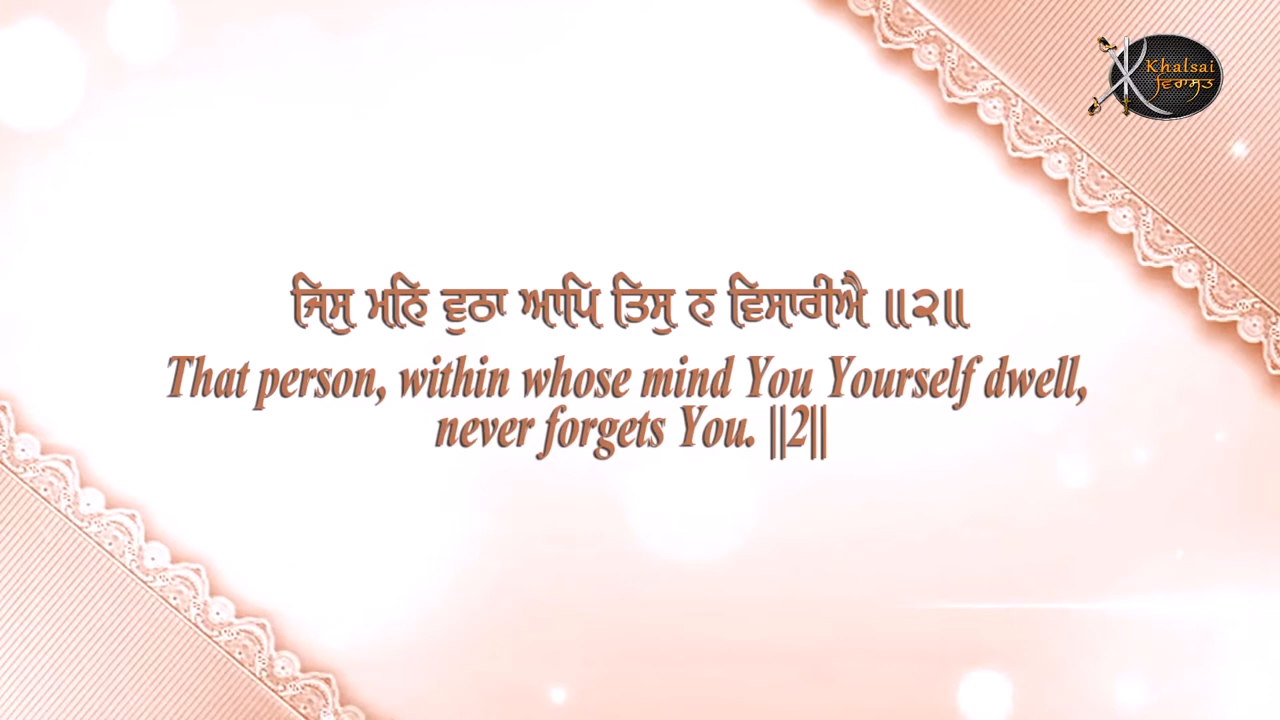 Khalsai
ਵਿਰਾਸਤ
ਜਿਸੁ ਮਨਿ ਵੁਠਾ ਆਪਿ ਤਿਸੁ ਨ ਵਿਸਾਰੀਐ ॥੨॥
That person, within whose mind You Yourself dwell,
never forgets You. ||2||